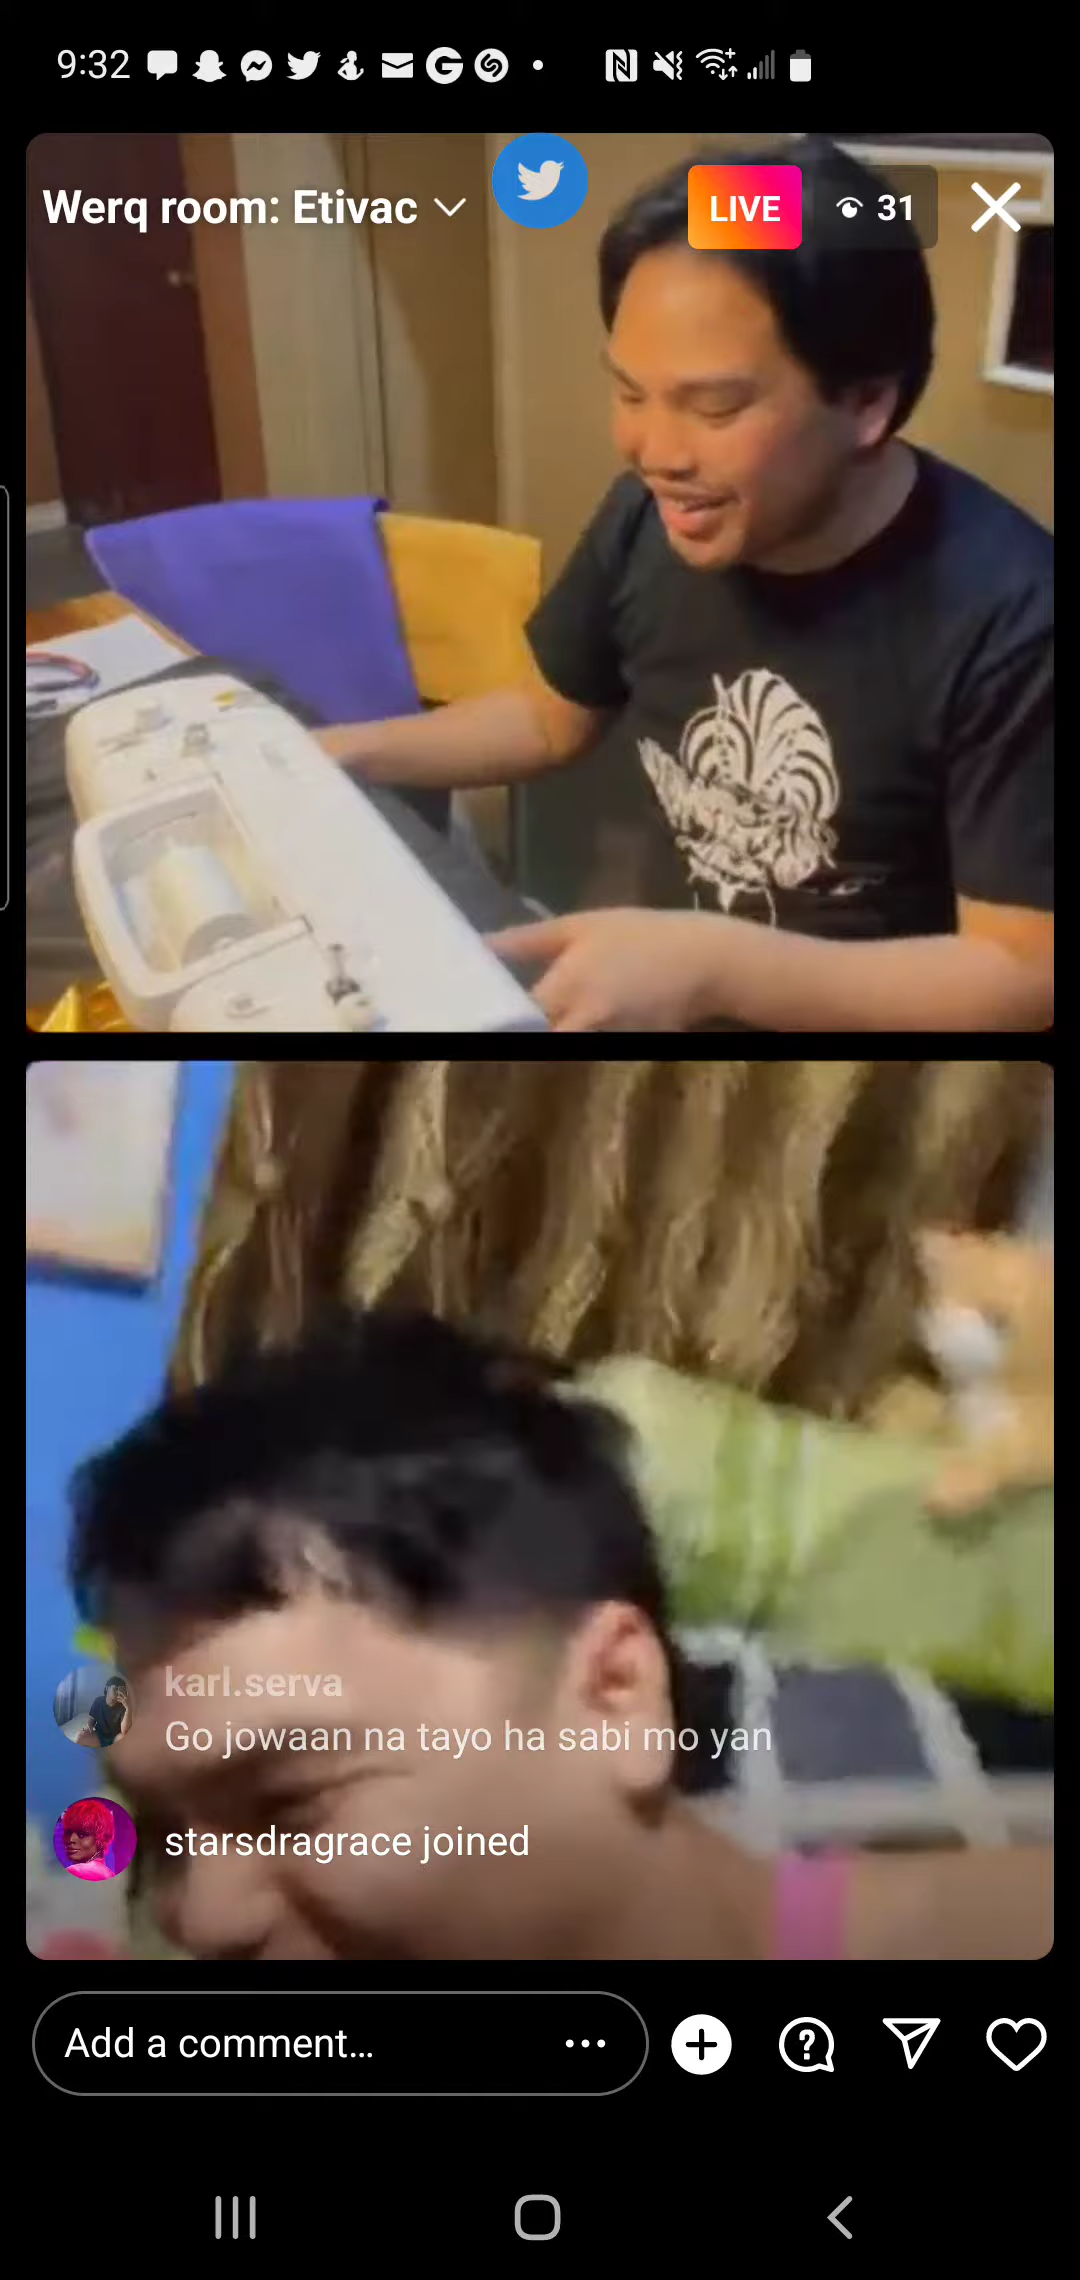 9:32
Werq room: Etivac
LIVE
31
karl.serva
Go jowaan na tayo ha sabi mo yan
starsdragrace joined
Add a comment...